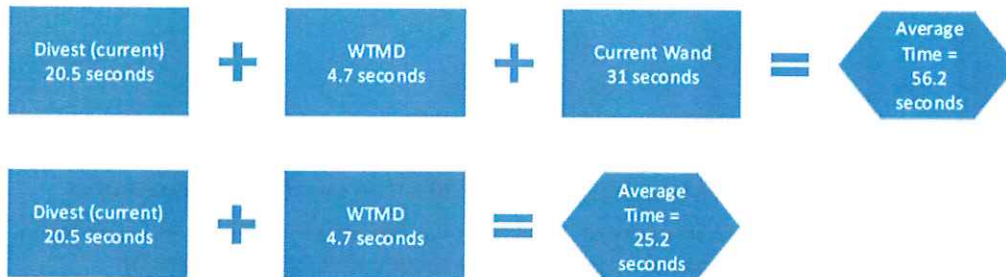 Divest (current)
20.5 seconds
+
WTMD
4.7 seconds
+
Current Wand
31 seconds
=
Average
Time =
56.2
seconds
Divest (current)
20.5 seconds
+
WTMD
4.7 seconds
=
Average
Time =
25.2
seconds